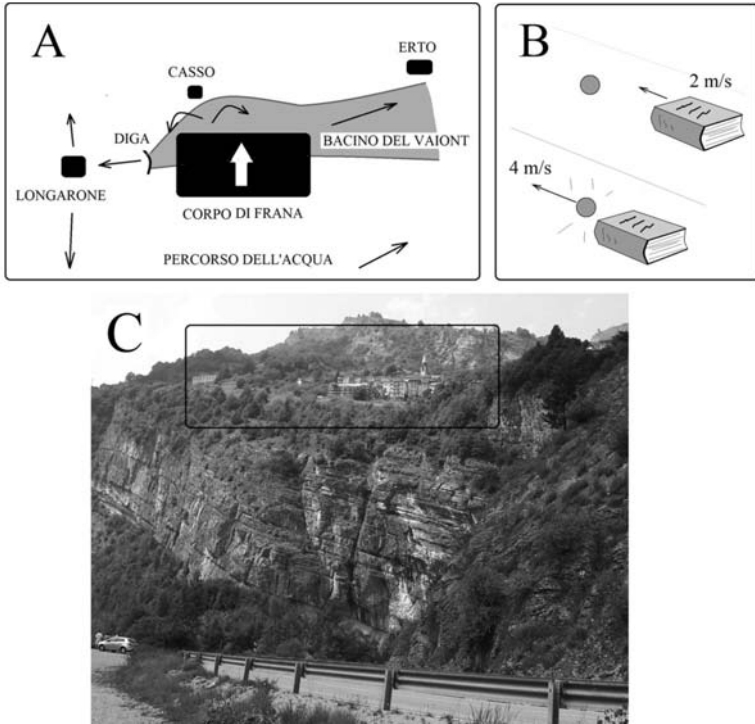 A
ERTO
CASSO
DIGA
BACINO DEL VAIONT
LONGARONE
CORPO DI FRANA
PERCORSO DELL'ACQUA
B
2 m/s
4 m/s
C